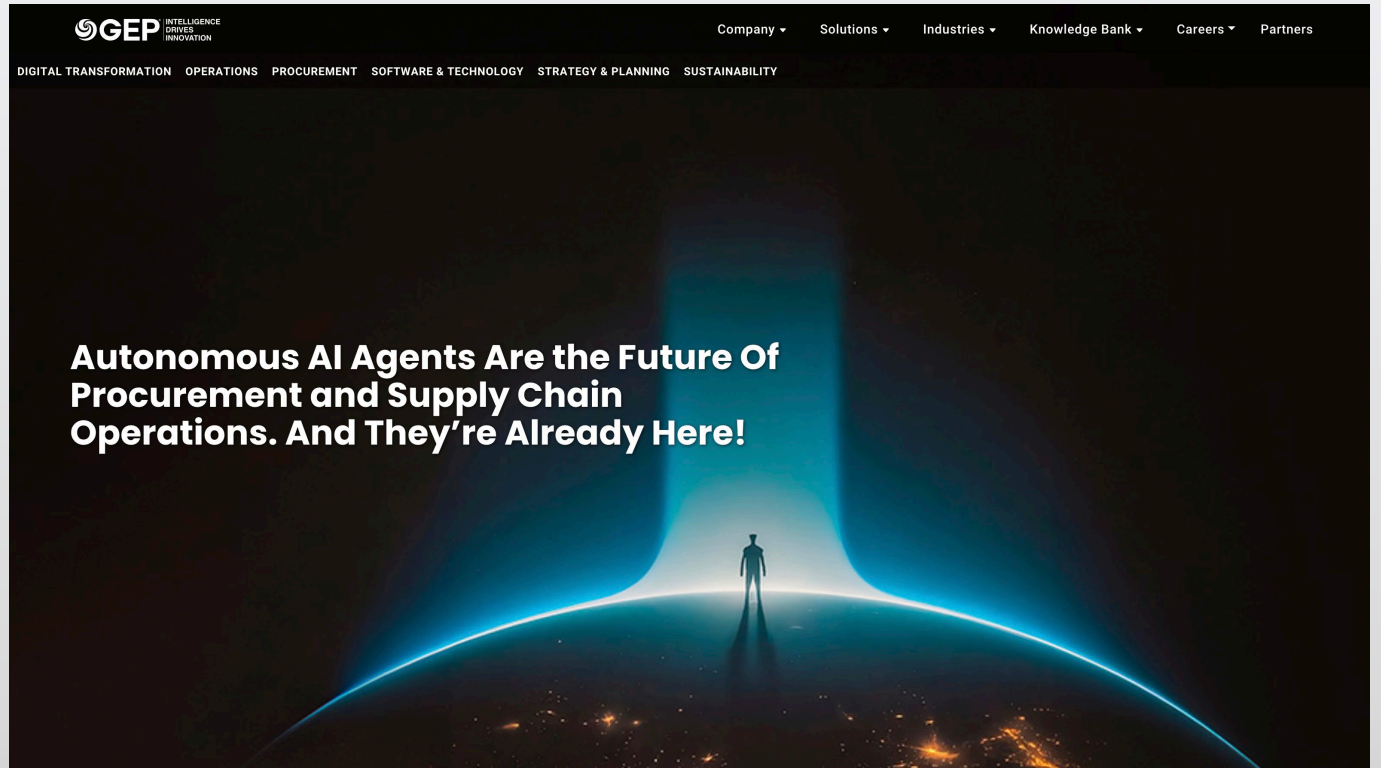 GEP INTELLIGENCE
DRIVES
INNOVATION
Company Solutions Industries Knowledge Bank Careers Partners
DIGITAL TRANSFORMATION OPERATIONS PROCUREMENT SOFTWARE & TECHNOLOGY STRATEGY & PLANNING SUSTAINABILITY
Autonomous AI Agents Are the Future Of
Procurement and Supply Chain
Operations. And They’re Already Here!